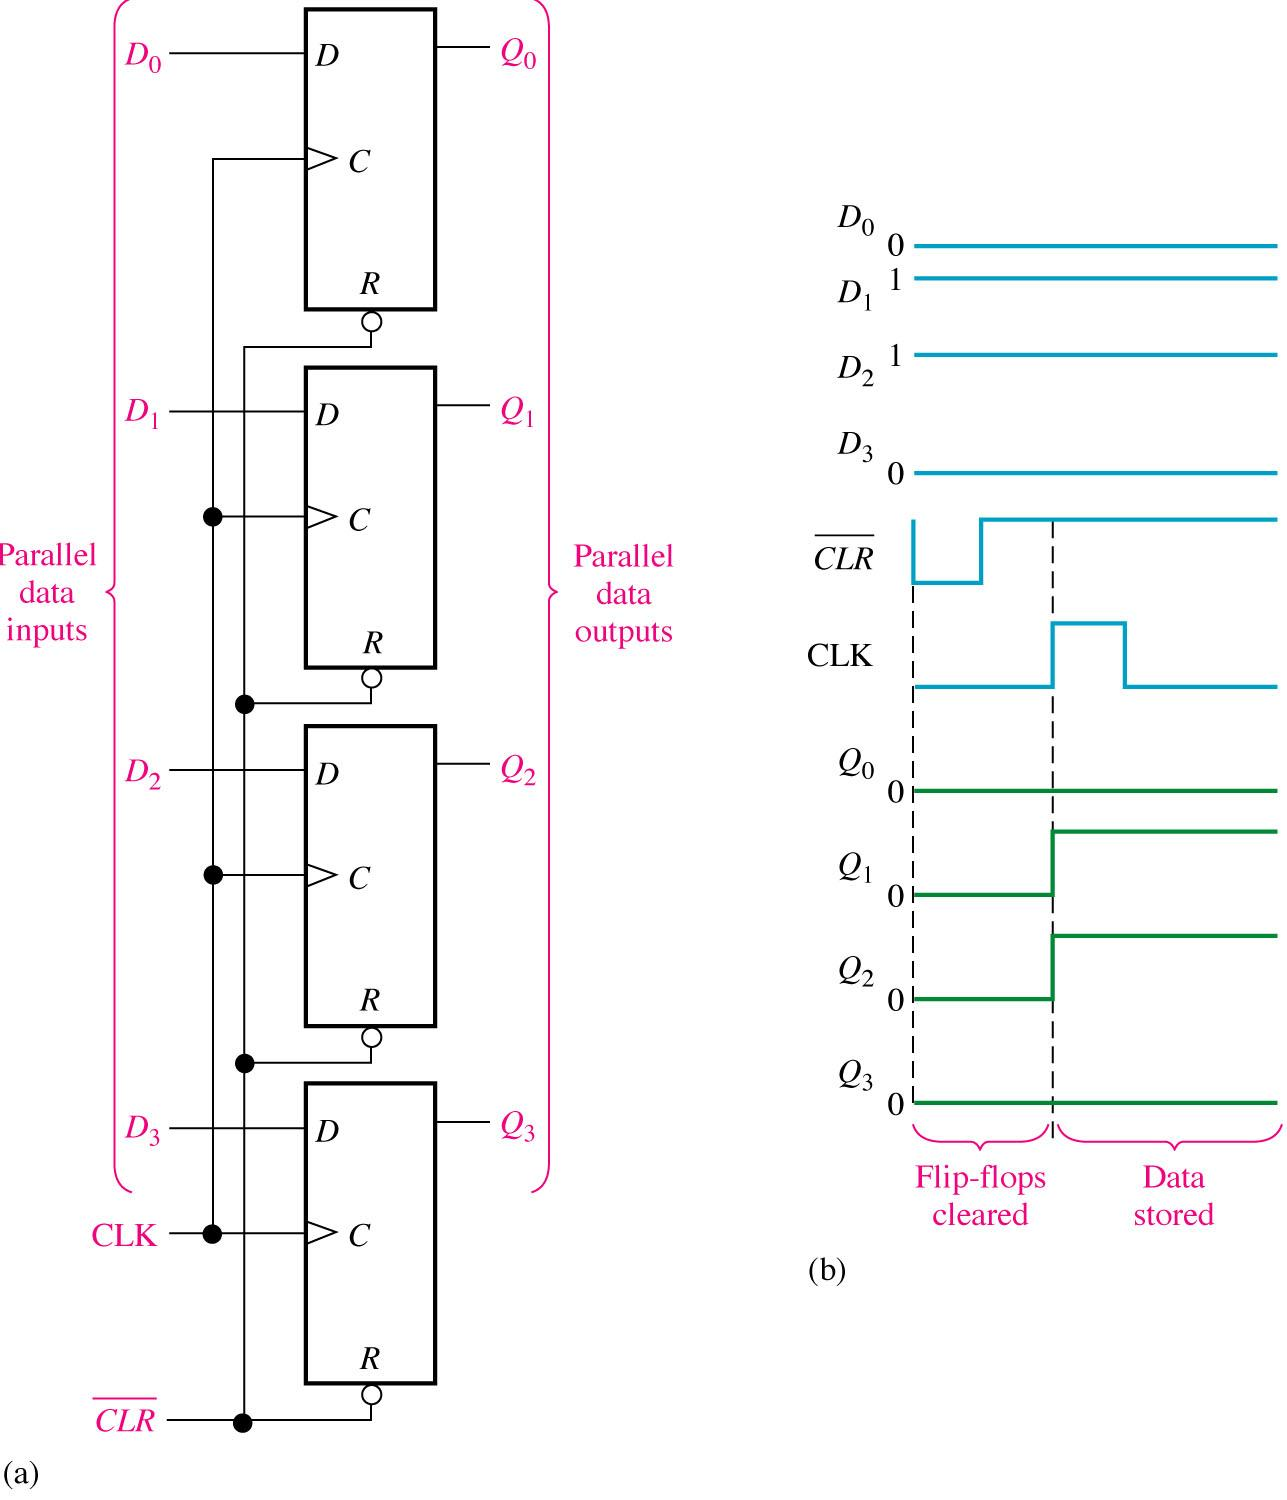 D0
D
Q0
C
R
D1
D
Q1
C
R
Parallel
data
inputs
Parallel
data
outputs
D2
D
Q2
C
R
D3
D
Q3
CLK
C
R
CLR
(a)
D0
0
1
D1
1
D2
D3
0
CLR
CLK
Q0
0
Q1
0
Q2
0
Q3
0
Flip-flops
cleared
Data
stored
(b)